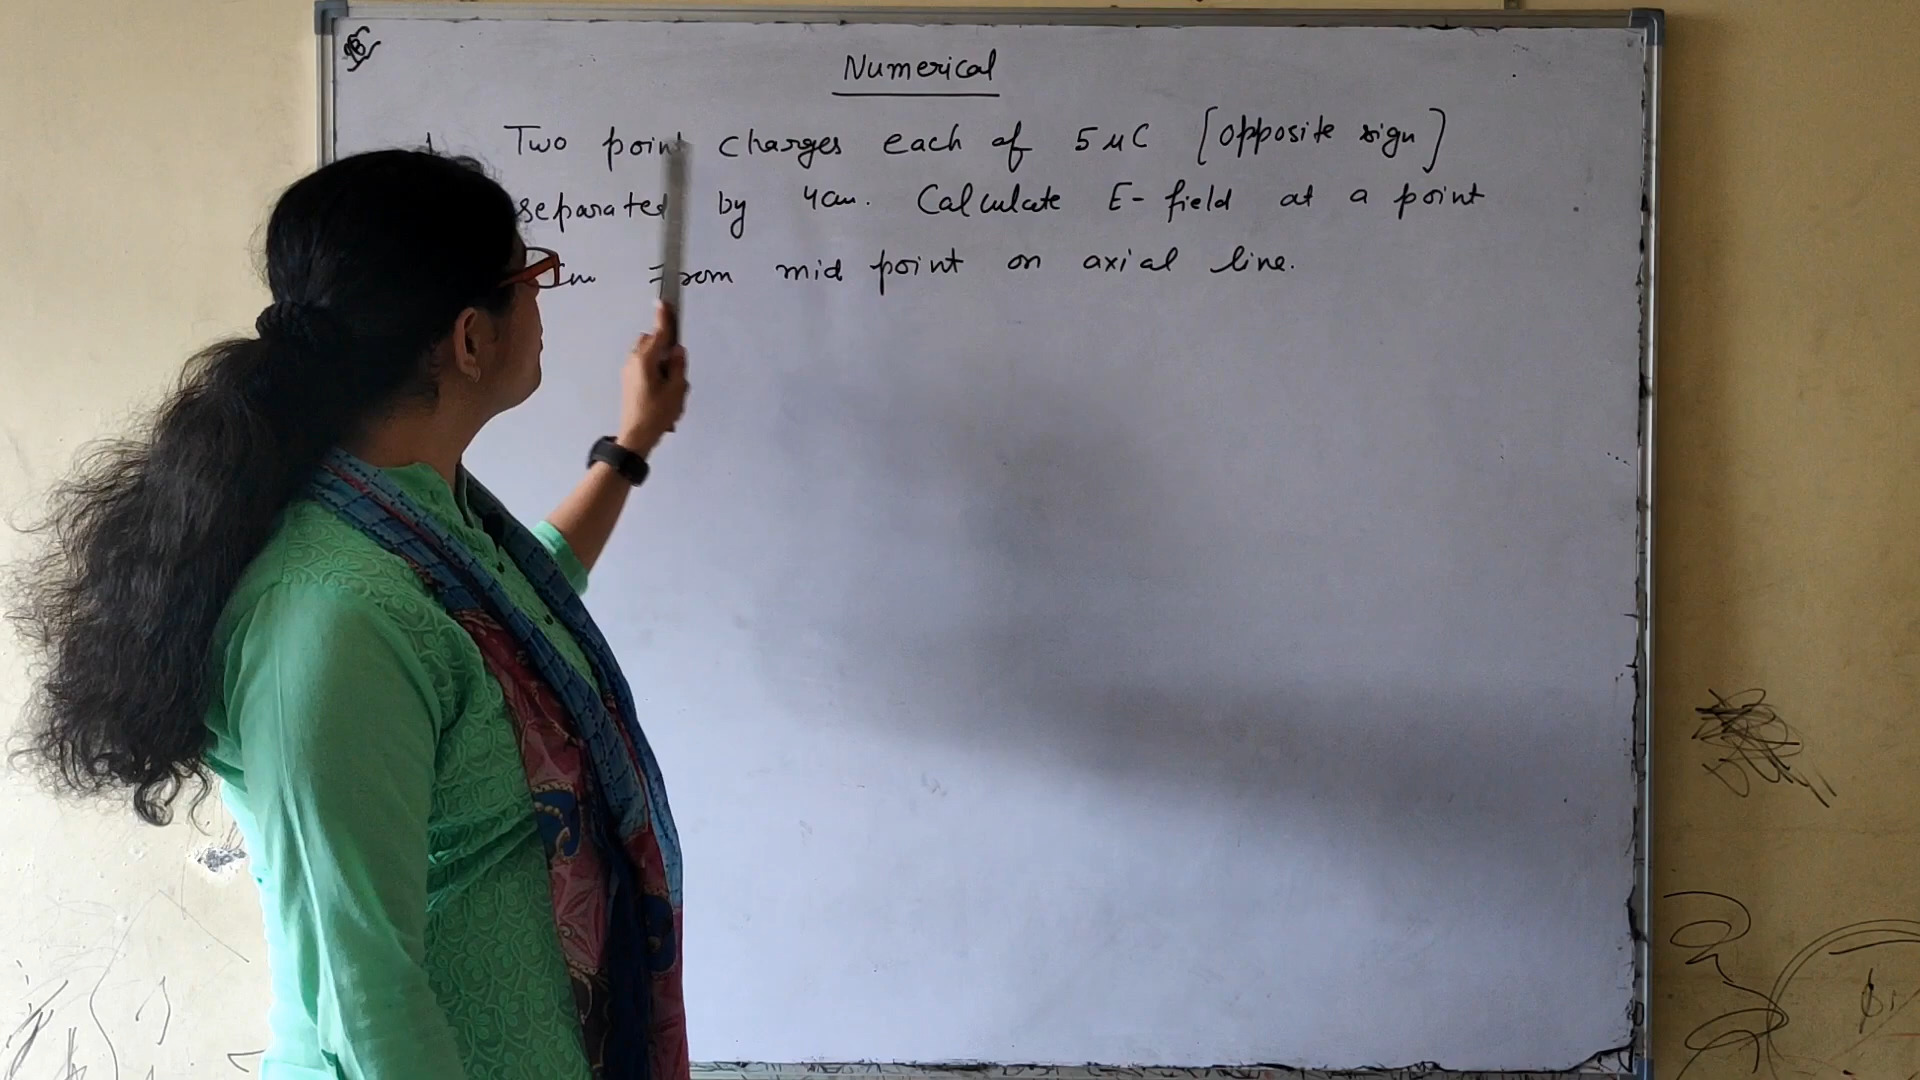 Numerical
1. Two point charges each of 5 μC [opposite sign]
separated by 4cm. Calculate E-field at a point
from mid point on axial line.